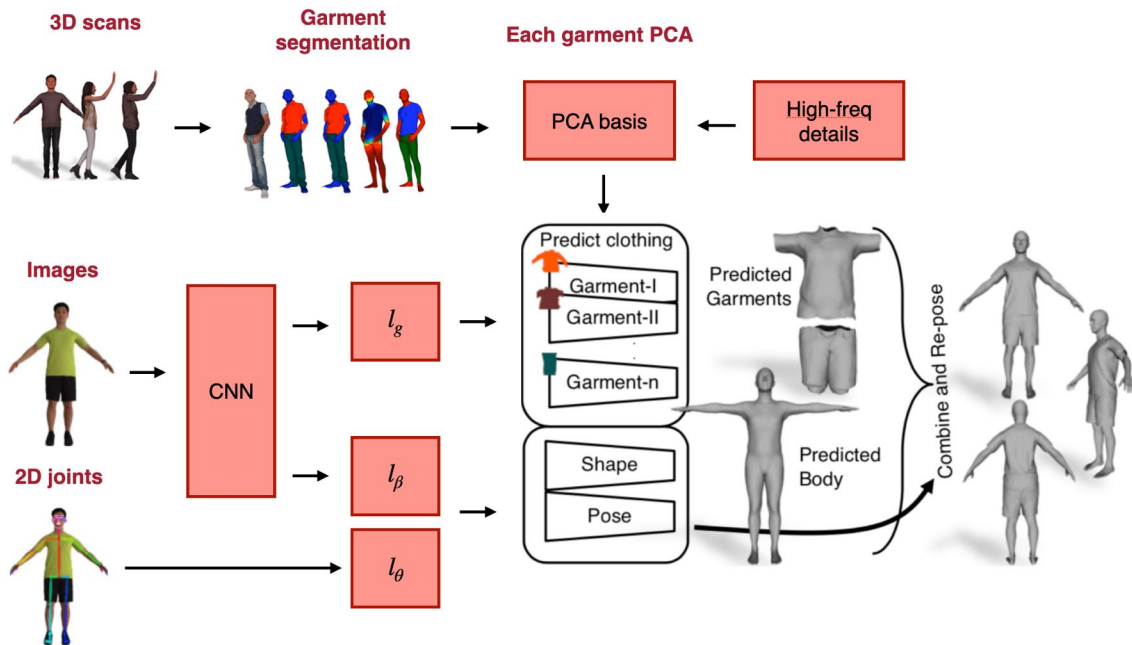 3D scans
Garment
segmentation
Each garment PCA
PCA basis
High-freq
details
Images
CNN
l_g
Predict clothing
Garment-I
Garment-II
Garment-n
Predicted
Garments
Combine and Re-pose
2D joints
l_β
l_θ
Shape
Pose
Predicted
Body